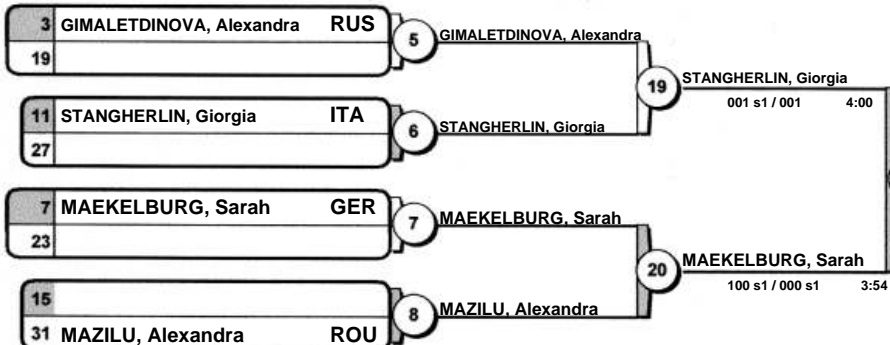 3 GIMALETDINOVA, Alexandra RUS
19
5
GIMALETDINOVA, Alexandra
11 STANGHERLIN, Giorgia ITA
27
6
STANGHERLIN, Giorgia
19
STANGHERLIN, Giorgia
001 s1 / 001 4:00
7 MAEKELBURG, Sarah GER
23
7
MAEKELBURG, Sarah
15
31 MAZILU, Alexandra ROU
8
MAZILU, Alexandra
20
MAEKELBURG, Sarah
100 s1 / 000 s1 3:54